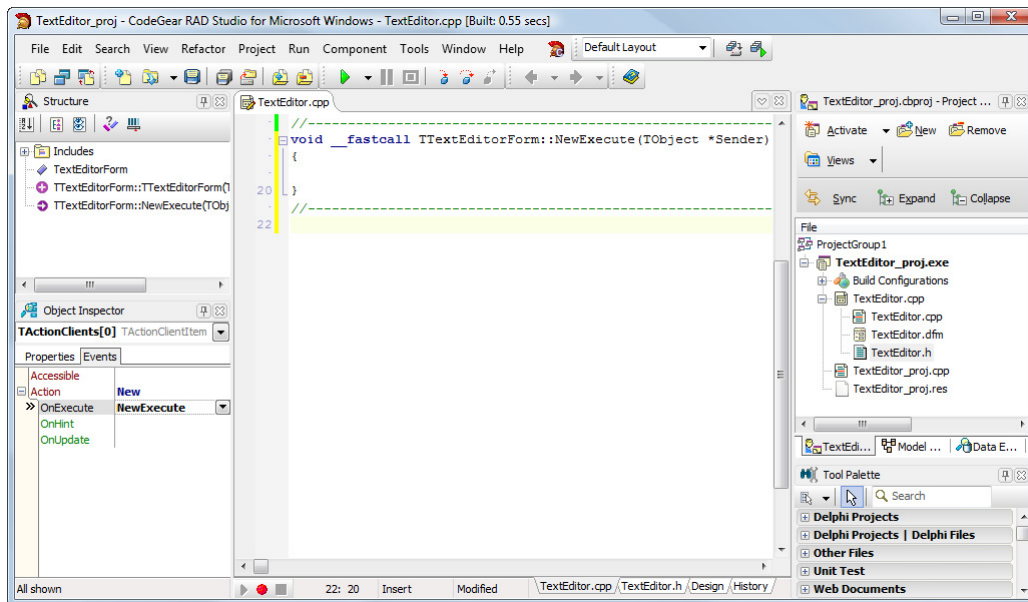 TextEditor_proj - CodeGear RAD Studio for Microsoft Windows - TextEditor.cpp [Built: 0.55 secs]
File Edit Search View Refactor Project Run Component Tools Window Help
Default Layout
Structure
Includes
TextEditorForm
TTextEditorForm::TTextEditorForm(T
TTextEditorForm::NewExecute(TObj
Object Inspector
TActionClients[0] TActionClientItem
Properties Events
Accessible
Action New
OnExecute NewExecute
OnHint
OnUpdate
All shown
TextEditor.cpp
//------------------------------------------------------
void __fastcall TTextEditorForm::NewExecute(TObject *Sender)
{
20 }
//------------------------------------------------------
22
22: 20 Insert Modified
TextEditor.cpp TextEditor.h Design History
TextEditor_proj.cbproj - Project ...
Activate New Remove
Views
Sync Expand Collapse
File
ProjectGroup1
TextEditor_proj.exe
Build Configurations
TextEditor.cpp
TextEditor.cpp
TextEditor.dfm
TextEditor.h
TextEditor_proj.cpp
TextEditor_proj.res
TextEdi... Model ... Data E...
Tool Palette
Search
Delphi Projects
Delphi Projects | Delphi Files
Other Files
Unit Test
Web Documents